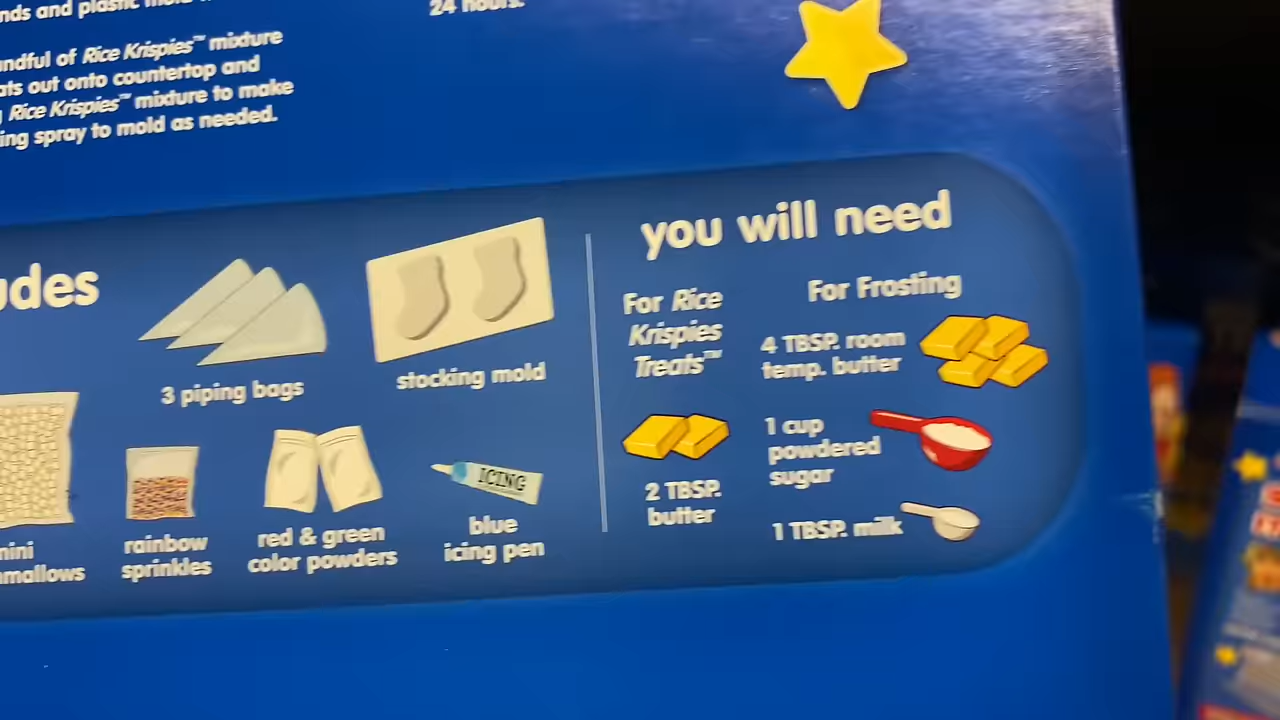 24 hours.
ndful of Rice Krispies™ mixture
ats out onto countertop and
Rice Krispies™ mixture to make
ing spray to mold as needed.
udes
3 piping bags
stocking mold
mini
mallows
rainbow
sprinkles
red & green
color powders
ICING
blue
icing pen
you will need
For Rice
Krispies
Treats™
2 TBSP.
butter
For Frosting
4 TBSP. room
temp. butter
1 cup
powdered
sugar
1 TBSP. milk